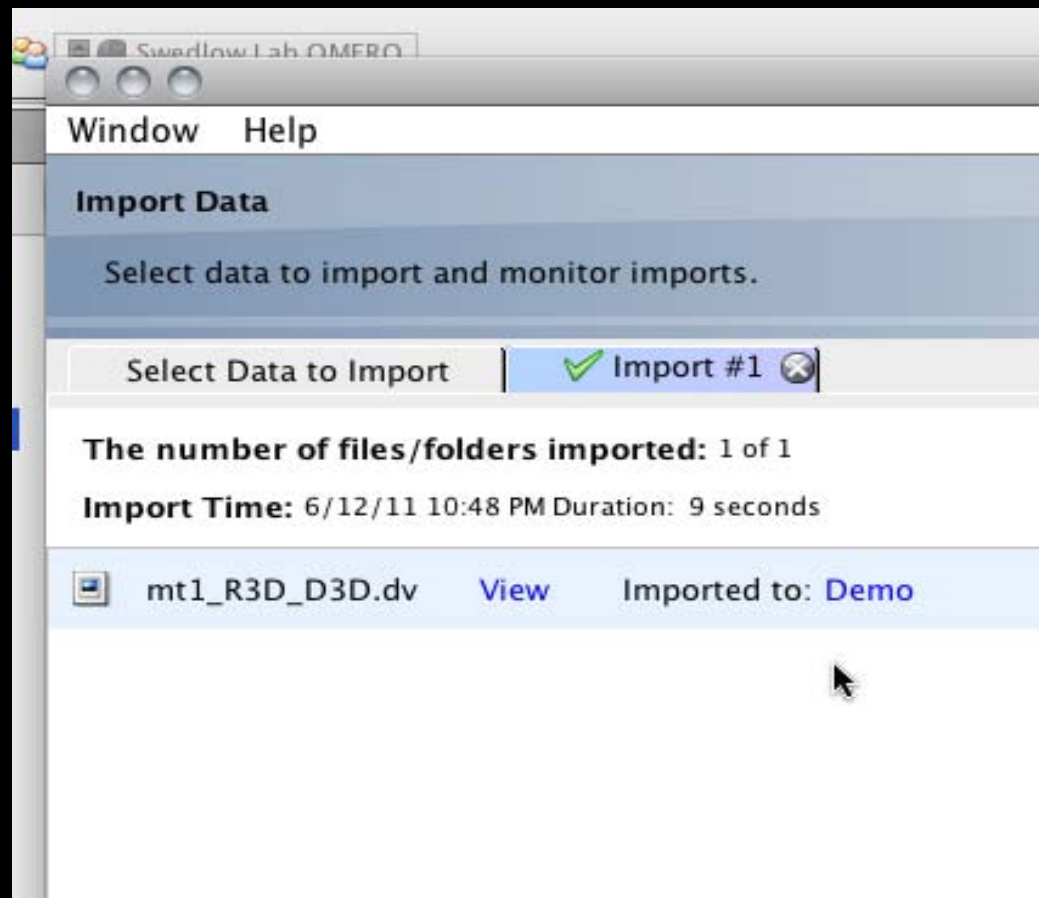 Swedlow Lab OMERO
Window Help
Import Data
Select data to import and monitor imports.
Select Data to Import Import #1
The number of files/folders imported: 1 of 1
Import Time: 6/12/11 10:48 PM Duration: 9 seconds
mt1_R3D_D3D.dv View Imported to: Demo